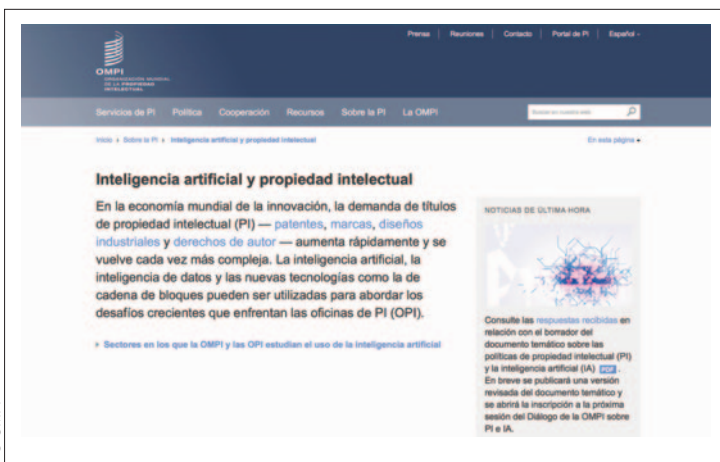 Prensa | Reuniones | Contacto | Portal de PI | Español
OMPI
ORGANIZACIÓN MUNDIAL
DE LA PROPIEDAD
INTELECTUAL
Servicios de PI Política Cooperación Recursos Sobre la PI La OMPI
Buscar en nuestra web
Inicio Sobre la PI Inteligencia artificial y propiedad intelectual
En esta página
Inteligencia artificial y propiedad intelectual
En la economía mundial de la innovación, la demanda de títulos
de propiedad intelectual (PI) — patentes, marcas, diseños
industriales y derechos de autor — aumenta rápidamente y se
vuelve cada vez más compleja. La inteligencia artificial, la
inteligencia de datos y las nuevas tecnologías como la de
cadena de bloques pueden ser utilizadas para abordar los
desafíos crecientes que enfrentan las oficinas de PI (OPI).
Sectores en los que la OMPI y las OPI estudian el uso de la inteligencia artificial
NOTICIAS DE ÚLTIMA HORA
Consulte las respuestas recibidas en
relación con el borrador del
documento temático sobre las
políticas de propiedad intelectual (PI)
y la inteligencia artificial (IA) PDF .
En breve se publicará una versión
revisada del documento temático y
se abrirá la inscripción a la próxima
sesión del Diálogo de la OMPI sobre
PI e IA.